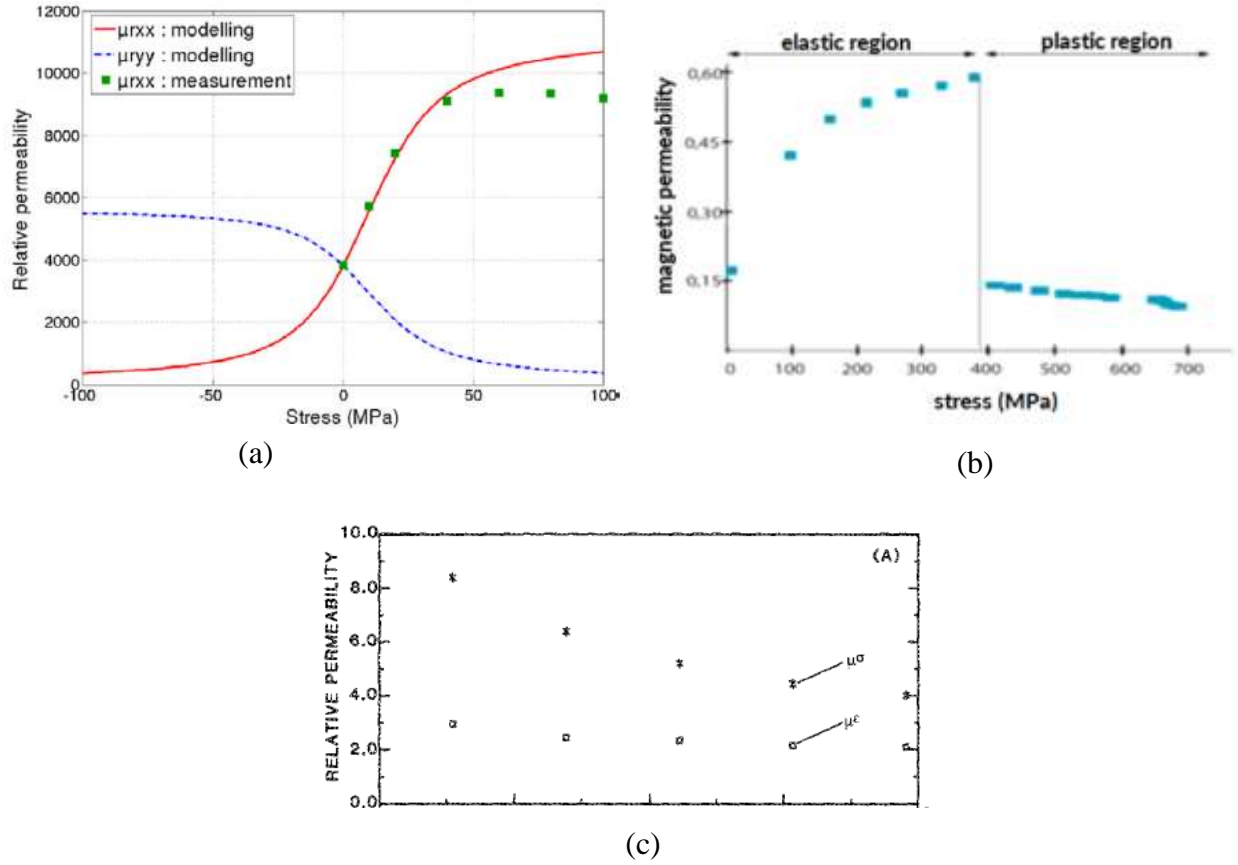 12000
10000
8000
6000
4000
2000
0
Relative permeability
μrxx : modelling
μryy : modelling
μrxx : measurement
-100
-50
0
50
100
Stress (MPa)
(a)
elastic region
plastic region
0,60
0,45
0,30
0,15
magnetic permeability
0
100
200
300
400
500
600
700
stress (MPa)
(b)
10.0
8.0
6.0
4.0
2.0
0.0
RELATIVE PERMEABILITY
(A)
μσ
με
(c)